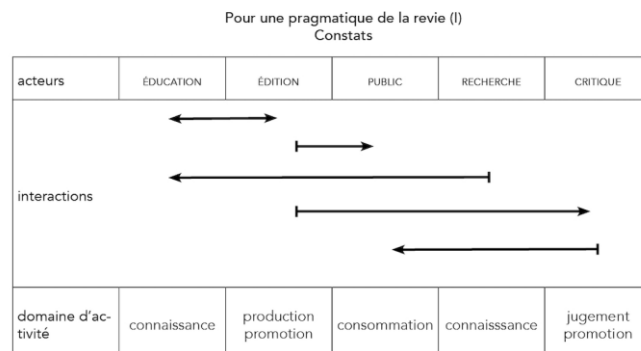 Pour une pragmatique de la revie (I)
Constats
acteurs
ÉDUCATION
ÉDITION
PUBLIC
RECHERCHE
CRITIQUE
interactions
domaine d'ac-
tivité
connaissance
production
promotion
consommation
connaisssance
jugement
promotion